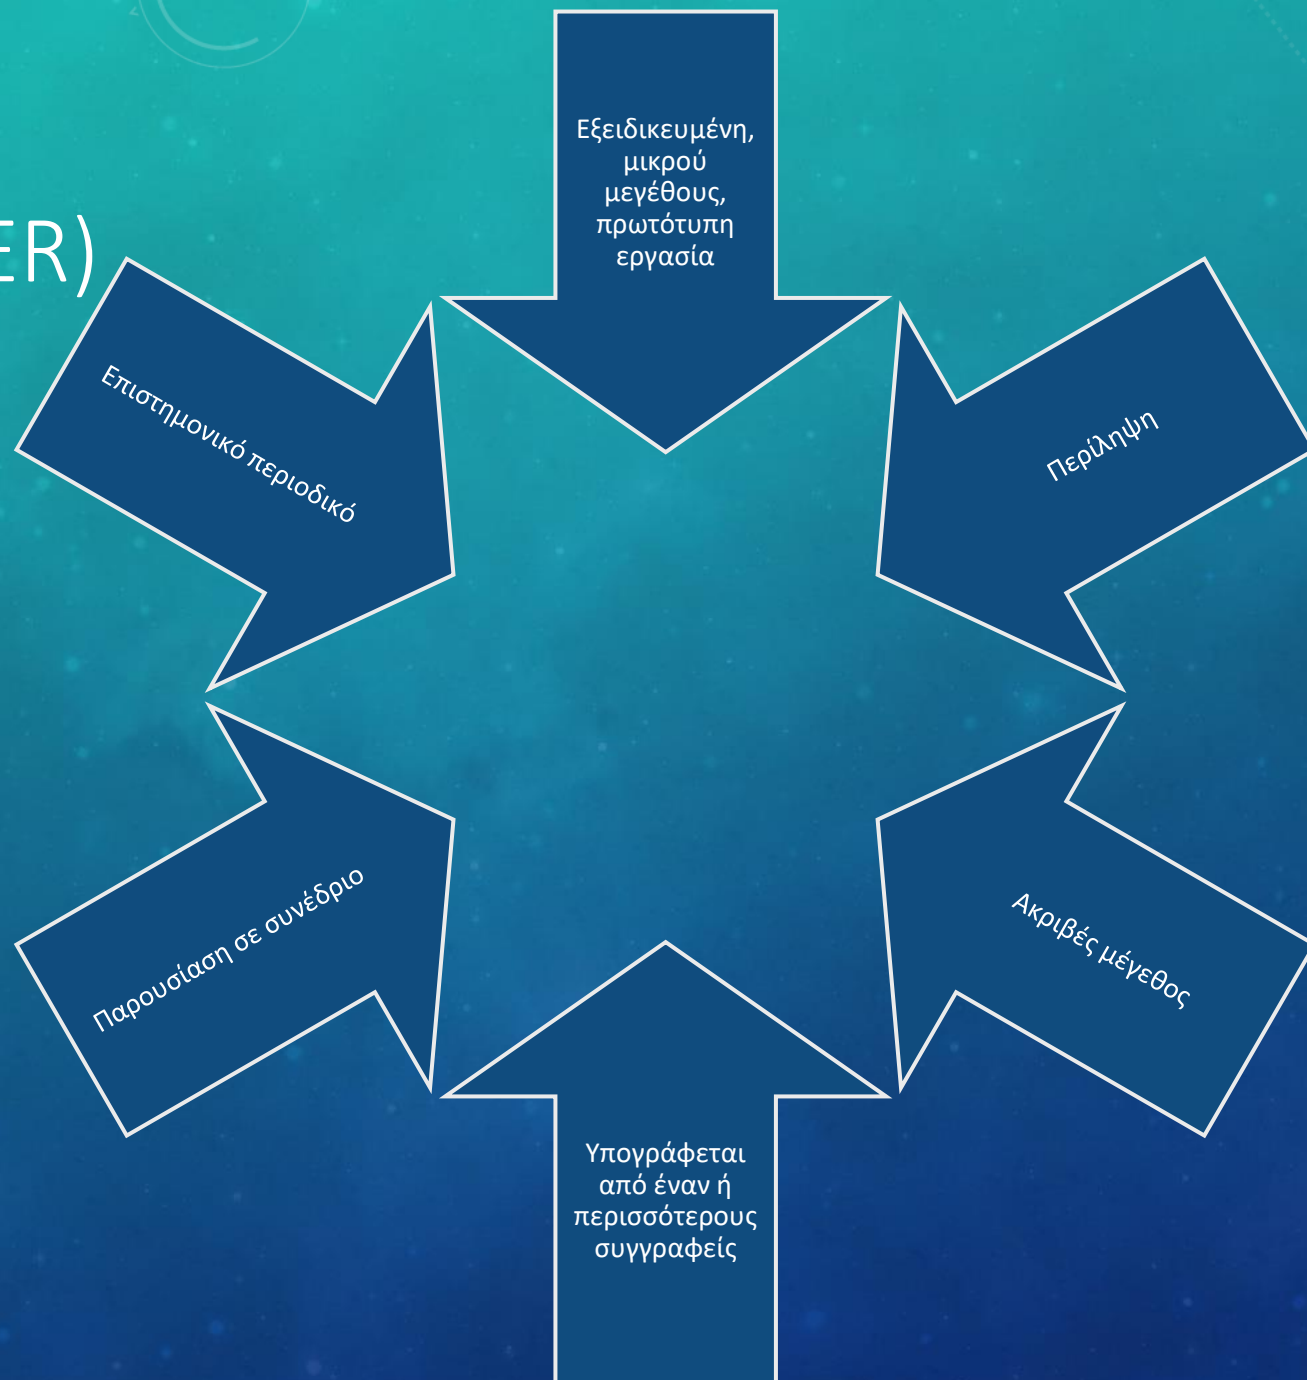 ER)
Εξειδικευμένη,
μικρού
μεγέθους,
πρωτότυπη
εργασία
Περίληψη
Ακριβές μέγεθος
Υπογράφεται
από έναν ή
περισσότερους
συγγραφείς
Παρουσίαση σε συνέδριο
Επιστημονικό περιοδικό